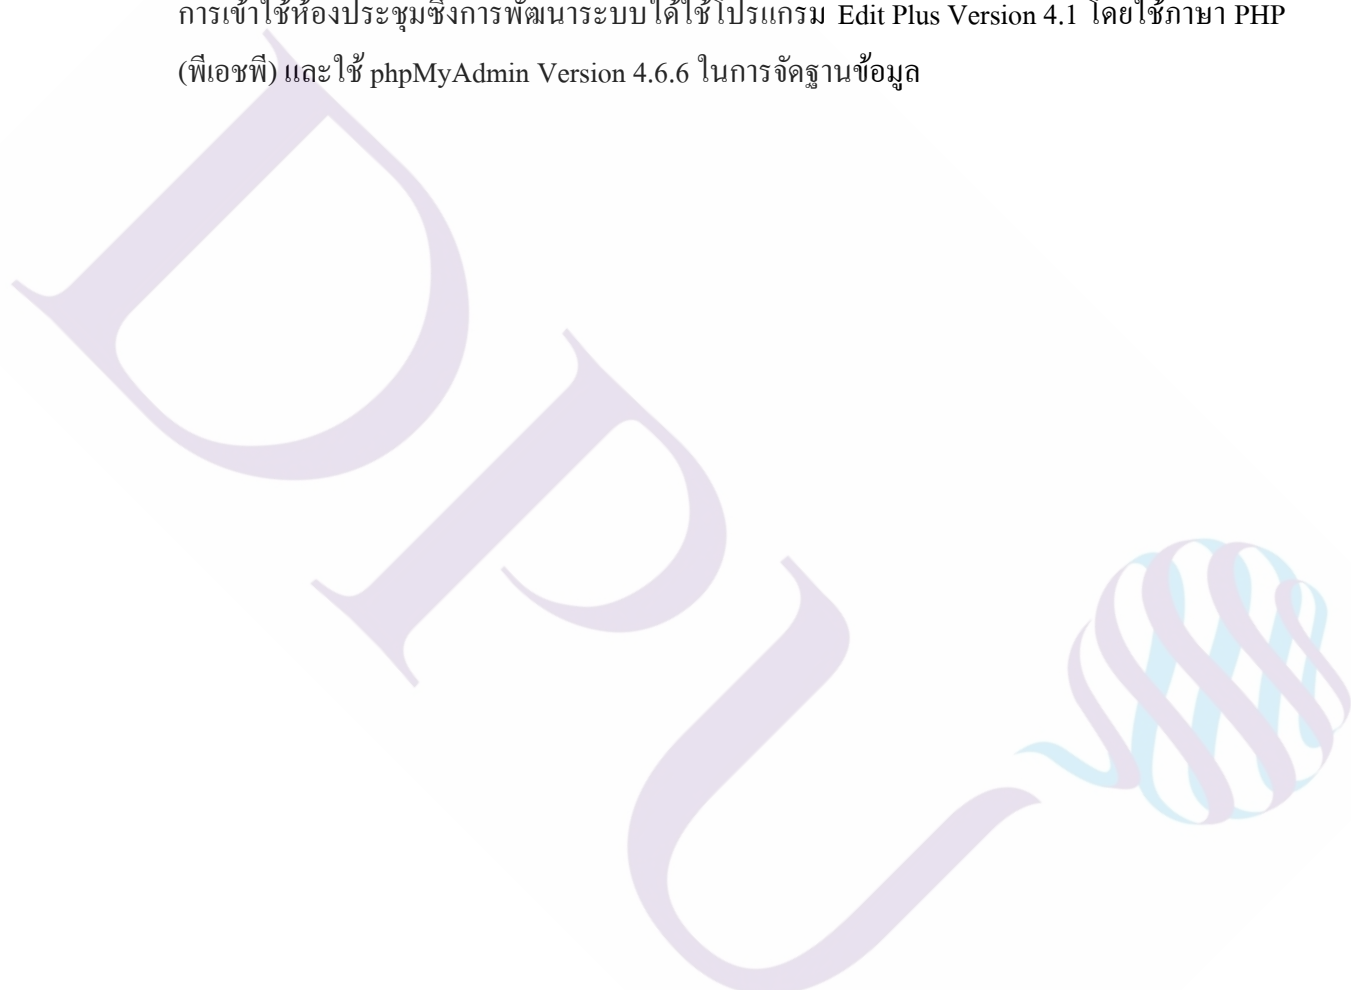 การเข้าใช้ห้องประชุมซึ่งการพัฒนาระบบได้ใช้โปรแกรม Edit Plus Version 4.1 โดยใช้ภาษา PHP
(พีเอชพี) และใช้ phpMyAdmin Version 4.6.6 ในการจัดฐานข้อมูล
DPU